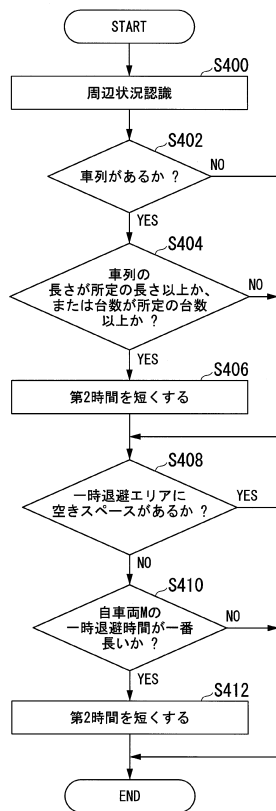 START
S400
周辺状況認識
S402
車列があるか ?
NO
YES
S404
車列の
長さが所定の長さ以上か、
または台数が所定の台数
以上か ?
NO
YES
S406
第2時間を短くする
S408
一時退避エリアに
空きスペースがあるか ?
YES
NO
S410
自車両Mの
一時退避時間が一番
長いか ?
NO
YES
S412
第2時間を短くする
END